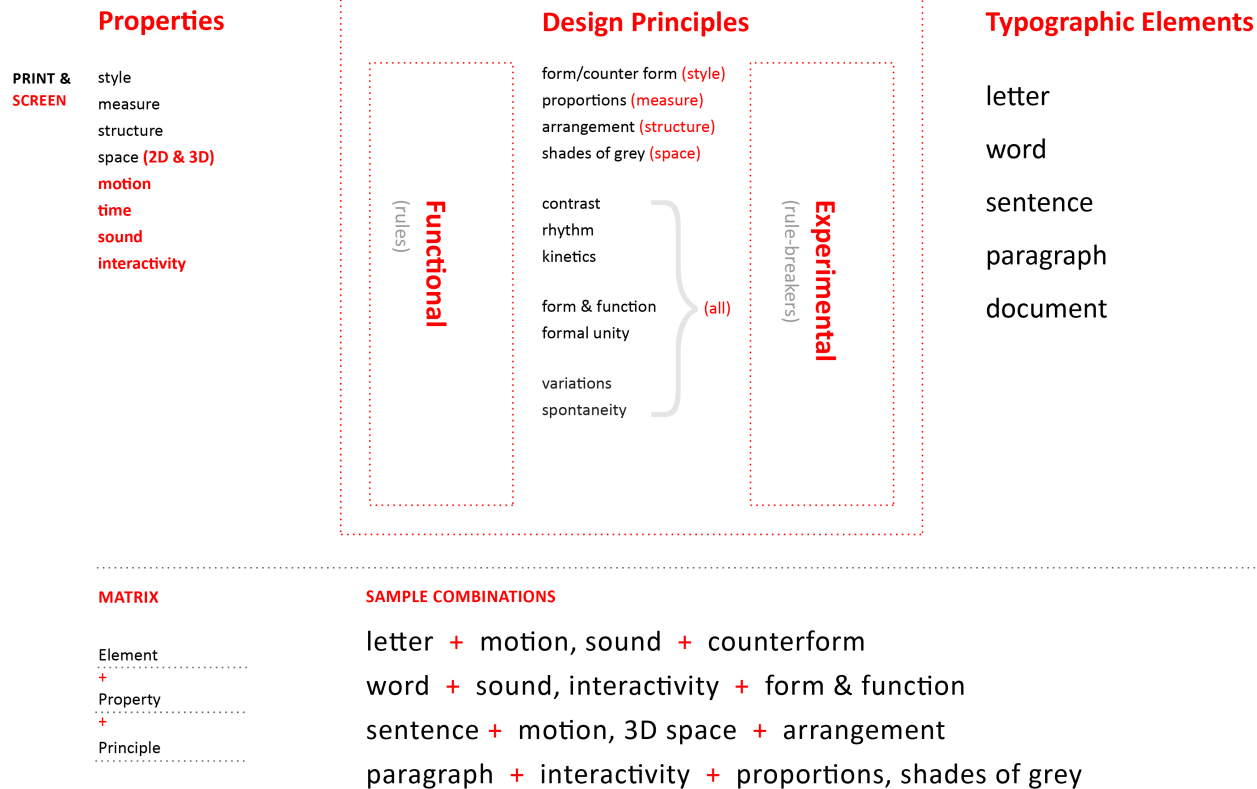 Properties
PRINT &
SCREEN
style
measure
structure
space (2D & 3D)
motion
time
sound
interactivity
Design Principles
Functional
(rules)
form/counter form (style)
proportions (measure)
arrangement (structure)
shades of grey (space)
contrast
rhythm
kinetics
form & function
formal unity
variations
spontaneity
(all)
Experimental
(rule-breakers)
Typographic Elements
letter
word
sentence
paragraph
document
MATRIX
Element
+
Property
+
Principle
SAMPLE COMBINATIONS
letter + motion, sound + counterform
word + sound, interactivity + form & function
sentence + motion, 3D space + arrangement
paragraph + interactivity + proportions, shades of grey